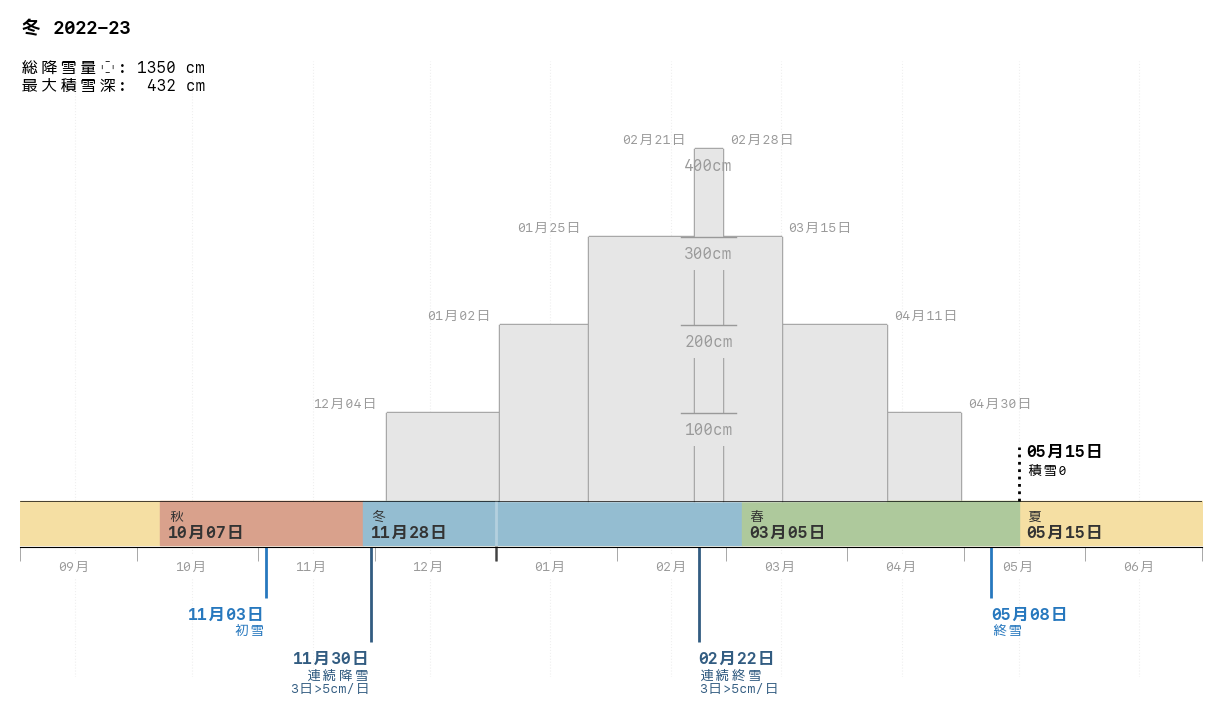 冬 2022-23
総降雪量: 1350 cm
最大積雪深: 432 cm
02月21日 02月28日
400cm
01月25日 03月15日
300cm
01月02日 04月11日
200cm
12月04日 04月30日
100cm
05月15日
積雪0
秋 冬 春 夏
10月07日 11月28日 03月05日 05月15日
09月 10月 11月 12月 01月 02月 03月 04月 05月 06月
11月03日 05月08日
初雪 終雪
11月30日 02月22日
連続降雪 連続終雪
3日>5cm/日 3日>5cm/日